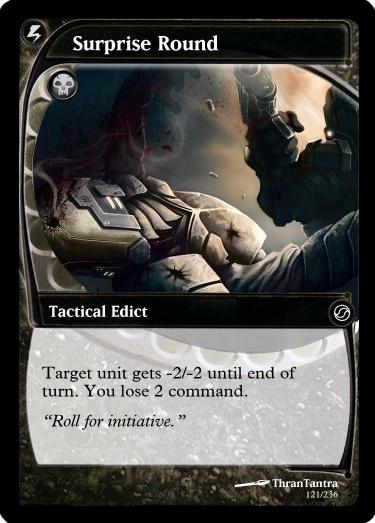 Surprise Round
Tactical Edict
Target unit gets -2/-2 until end of
turn. You lose 2 command.
“Roll for initiative.”
ThranTantra
121/236